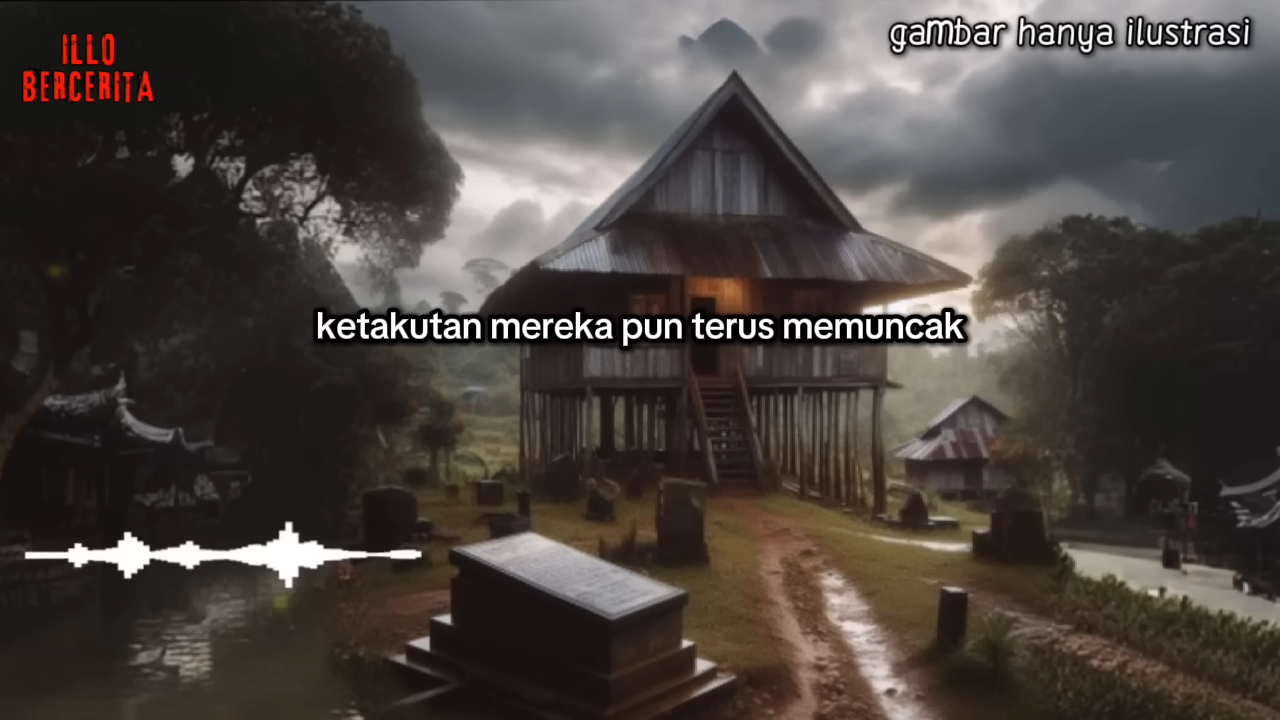 ILLO
BERCERITA
gambar hanya ilustrasi
ketakutan mereka pun terus memuncak